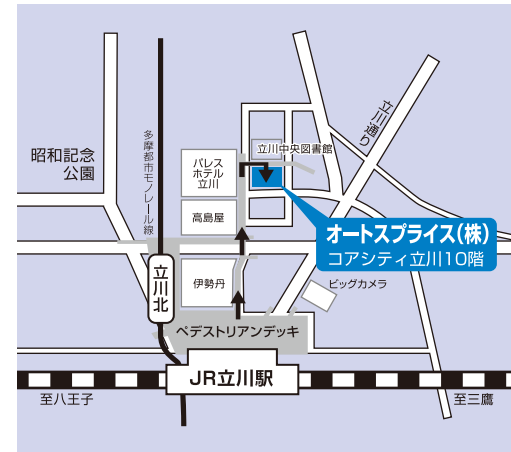 立川通り
立川中央図書館
多摩都市モノレール線
昭和記念
公園
パレス
ホテル
立川
高島屋
オートスプライス(株)
コアシティ立川10階
立川北
伊勢丹
ビッグカメラ
ペデストリアンデッキ
JR立川駅
至八王子
至三鷹